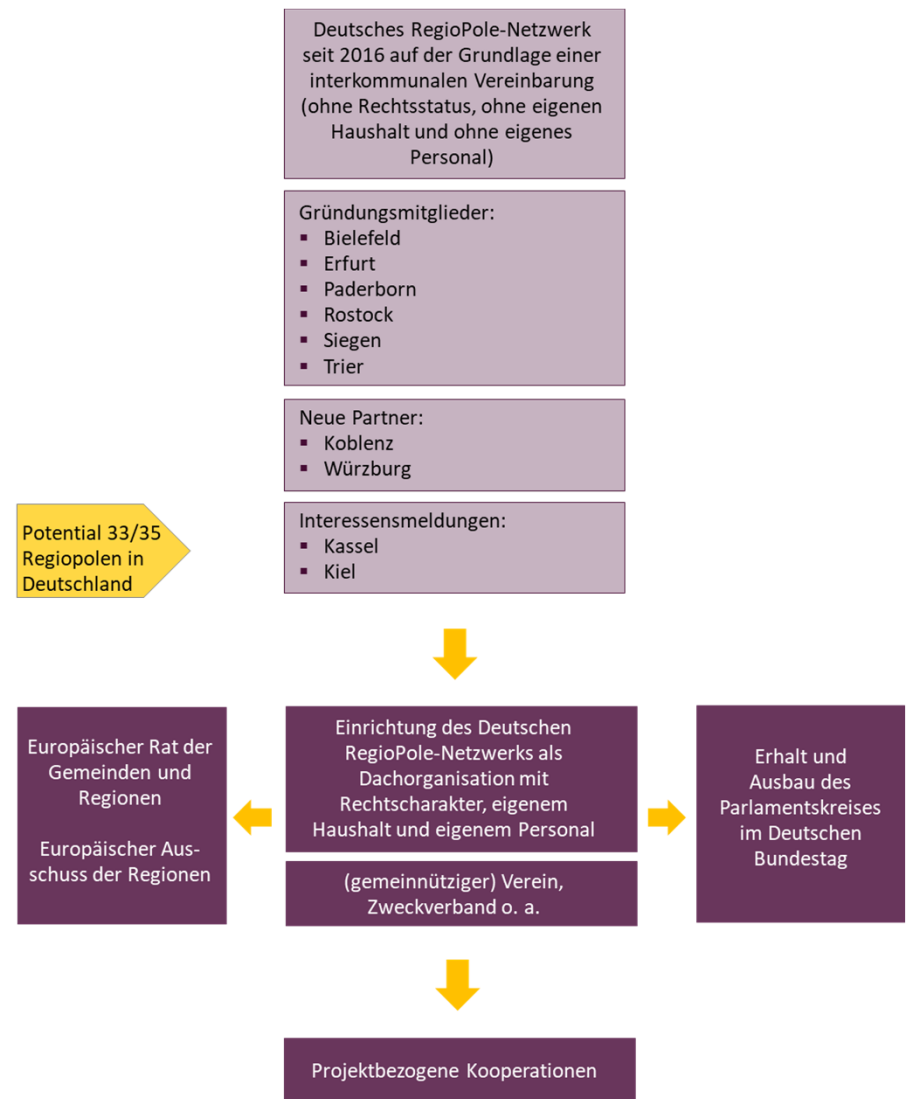 Deutsches RegioPole-Netzwerk
seit 2016 auf der Grundlage einer
interkommunalen Vereinbarung
(ohne Rechtsstatus, ohne eigenen
Haushalt und ohne eigenes
Personal)
Gründungsmitglieder:
▪ Bielefeld
▪ Erfurt
▪ Paderborn
▪ Rostock
▪ Siegen
▪ Trier
Neue Partner:
▪ Koblenz
▪ Würzburg
Potential 33/35
Regiopolen in
Deutschland
Interessensmeldungen:
▪ Kassel
▪ Kiel
Europäischer Rat der
Gemeinden und
Regionen
Europäischer Aus-
schuss der Regionen
Einrichtung des Deutschen
RegioPole-Netzwerks als
Dachorganisation mit
Rechtscharakter, eigenem
Haushalt und eigenem Personal
(gemeinnütziger) Verein,
Zweckverband o. a.
Erhalt und
Ausbau des
Parlamentskreises
im Deutschen
Bundestag
Projektbezogene Kooperationen